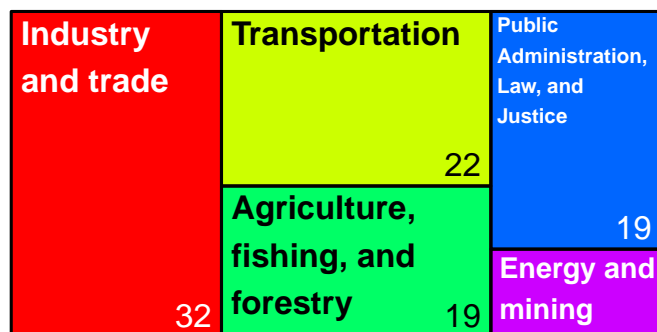 Industry
and trade
32
Transportation
22
Agriculture,
fishing, and
forestry
19
Public
Administration,
Law, and
Justice
19
Energy and
mining